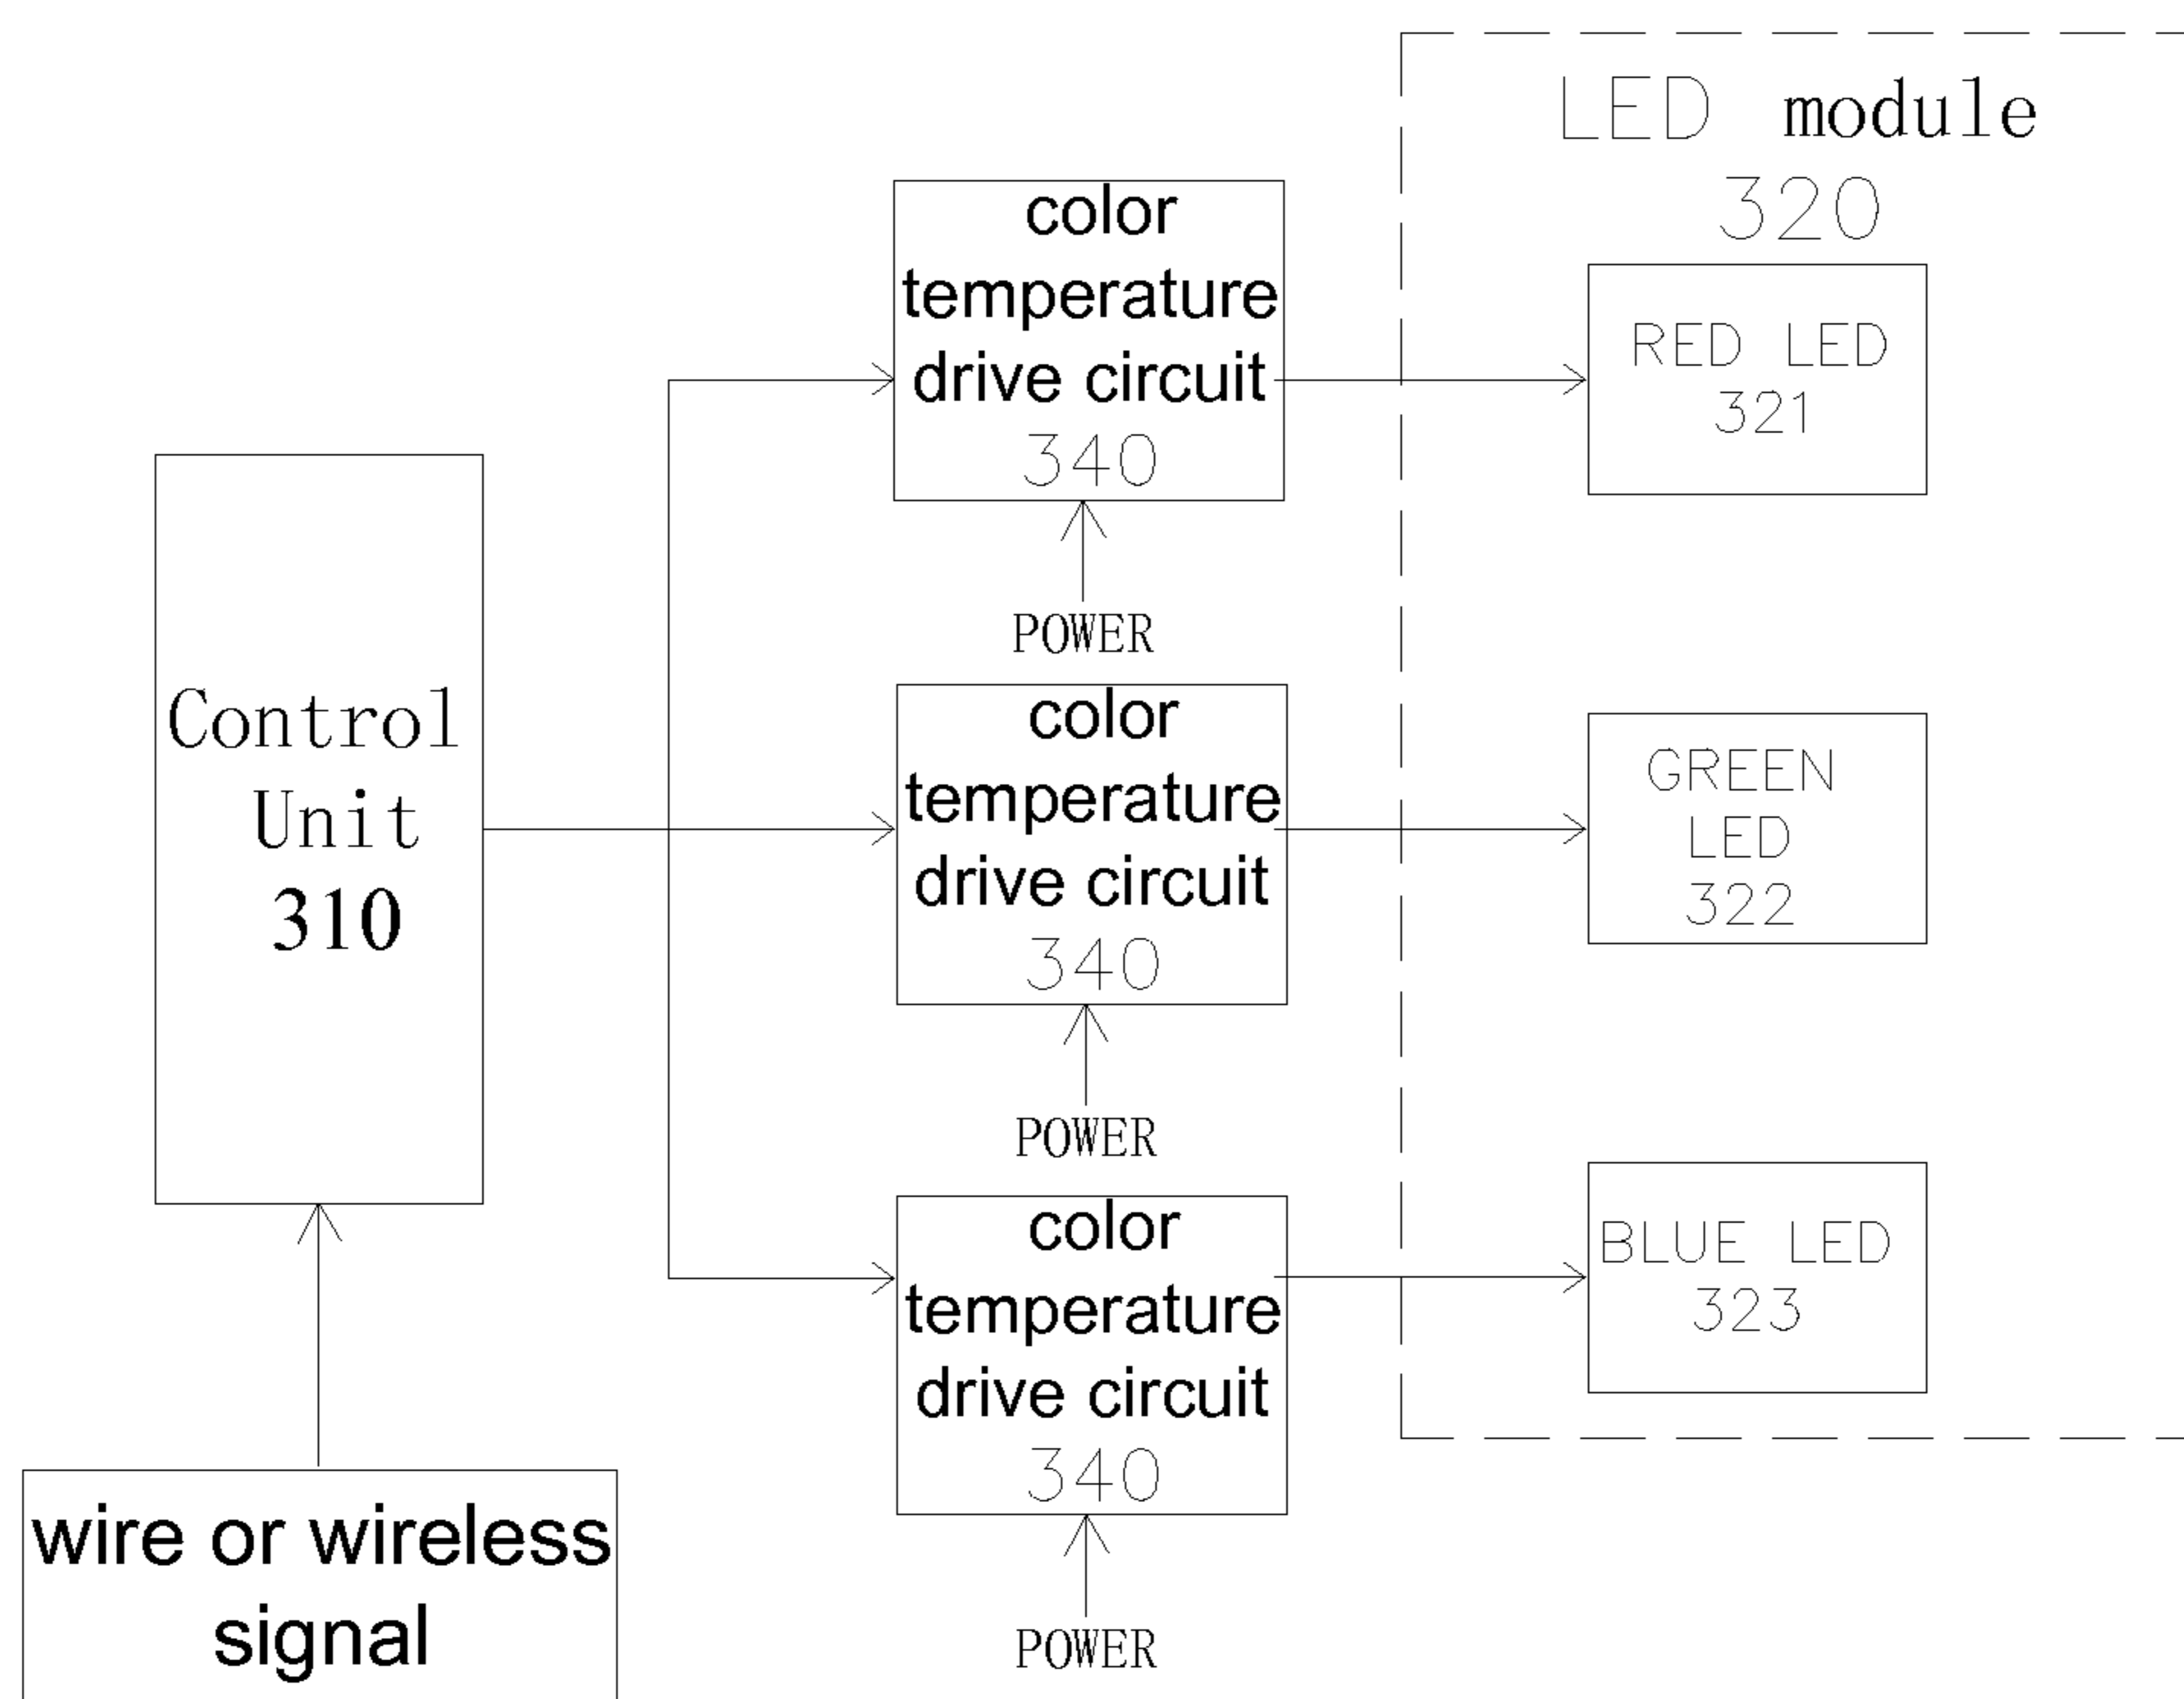 LED module
320
color
temperature
drive circuit
340
RED LED
321
POWER
Control
Unit
310
color
temperature
drive circuit
340
GREEN
LED
322
POWER
color
temperature
drive circuit
340
BLUE LED
323
POWER
wire or wireless
signal